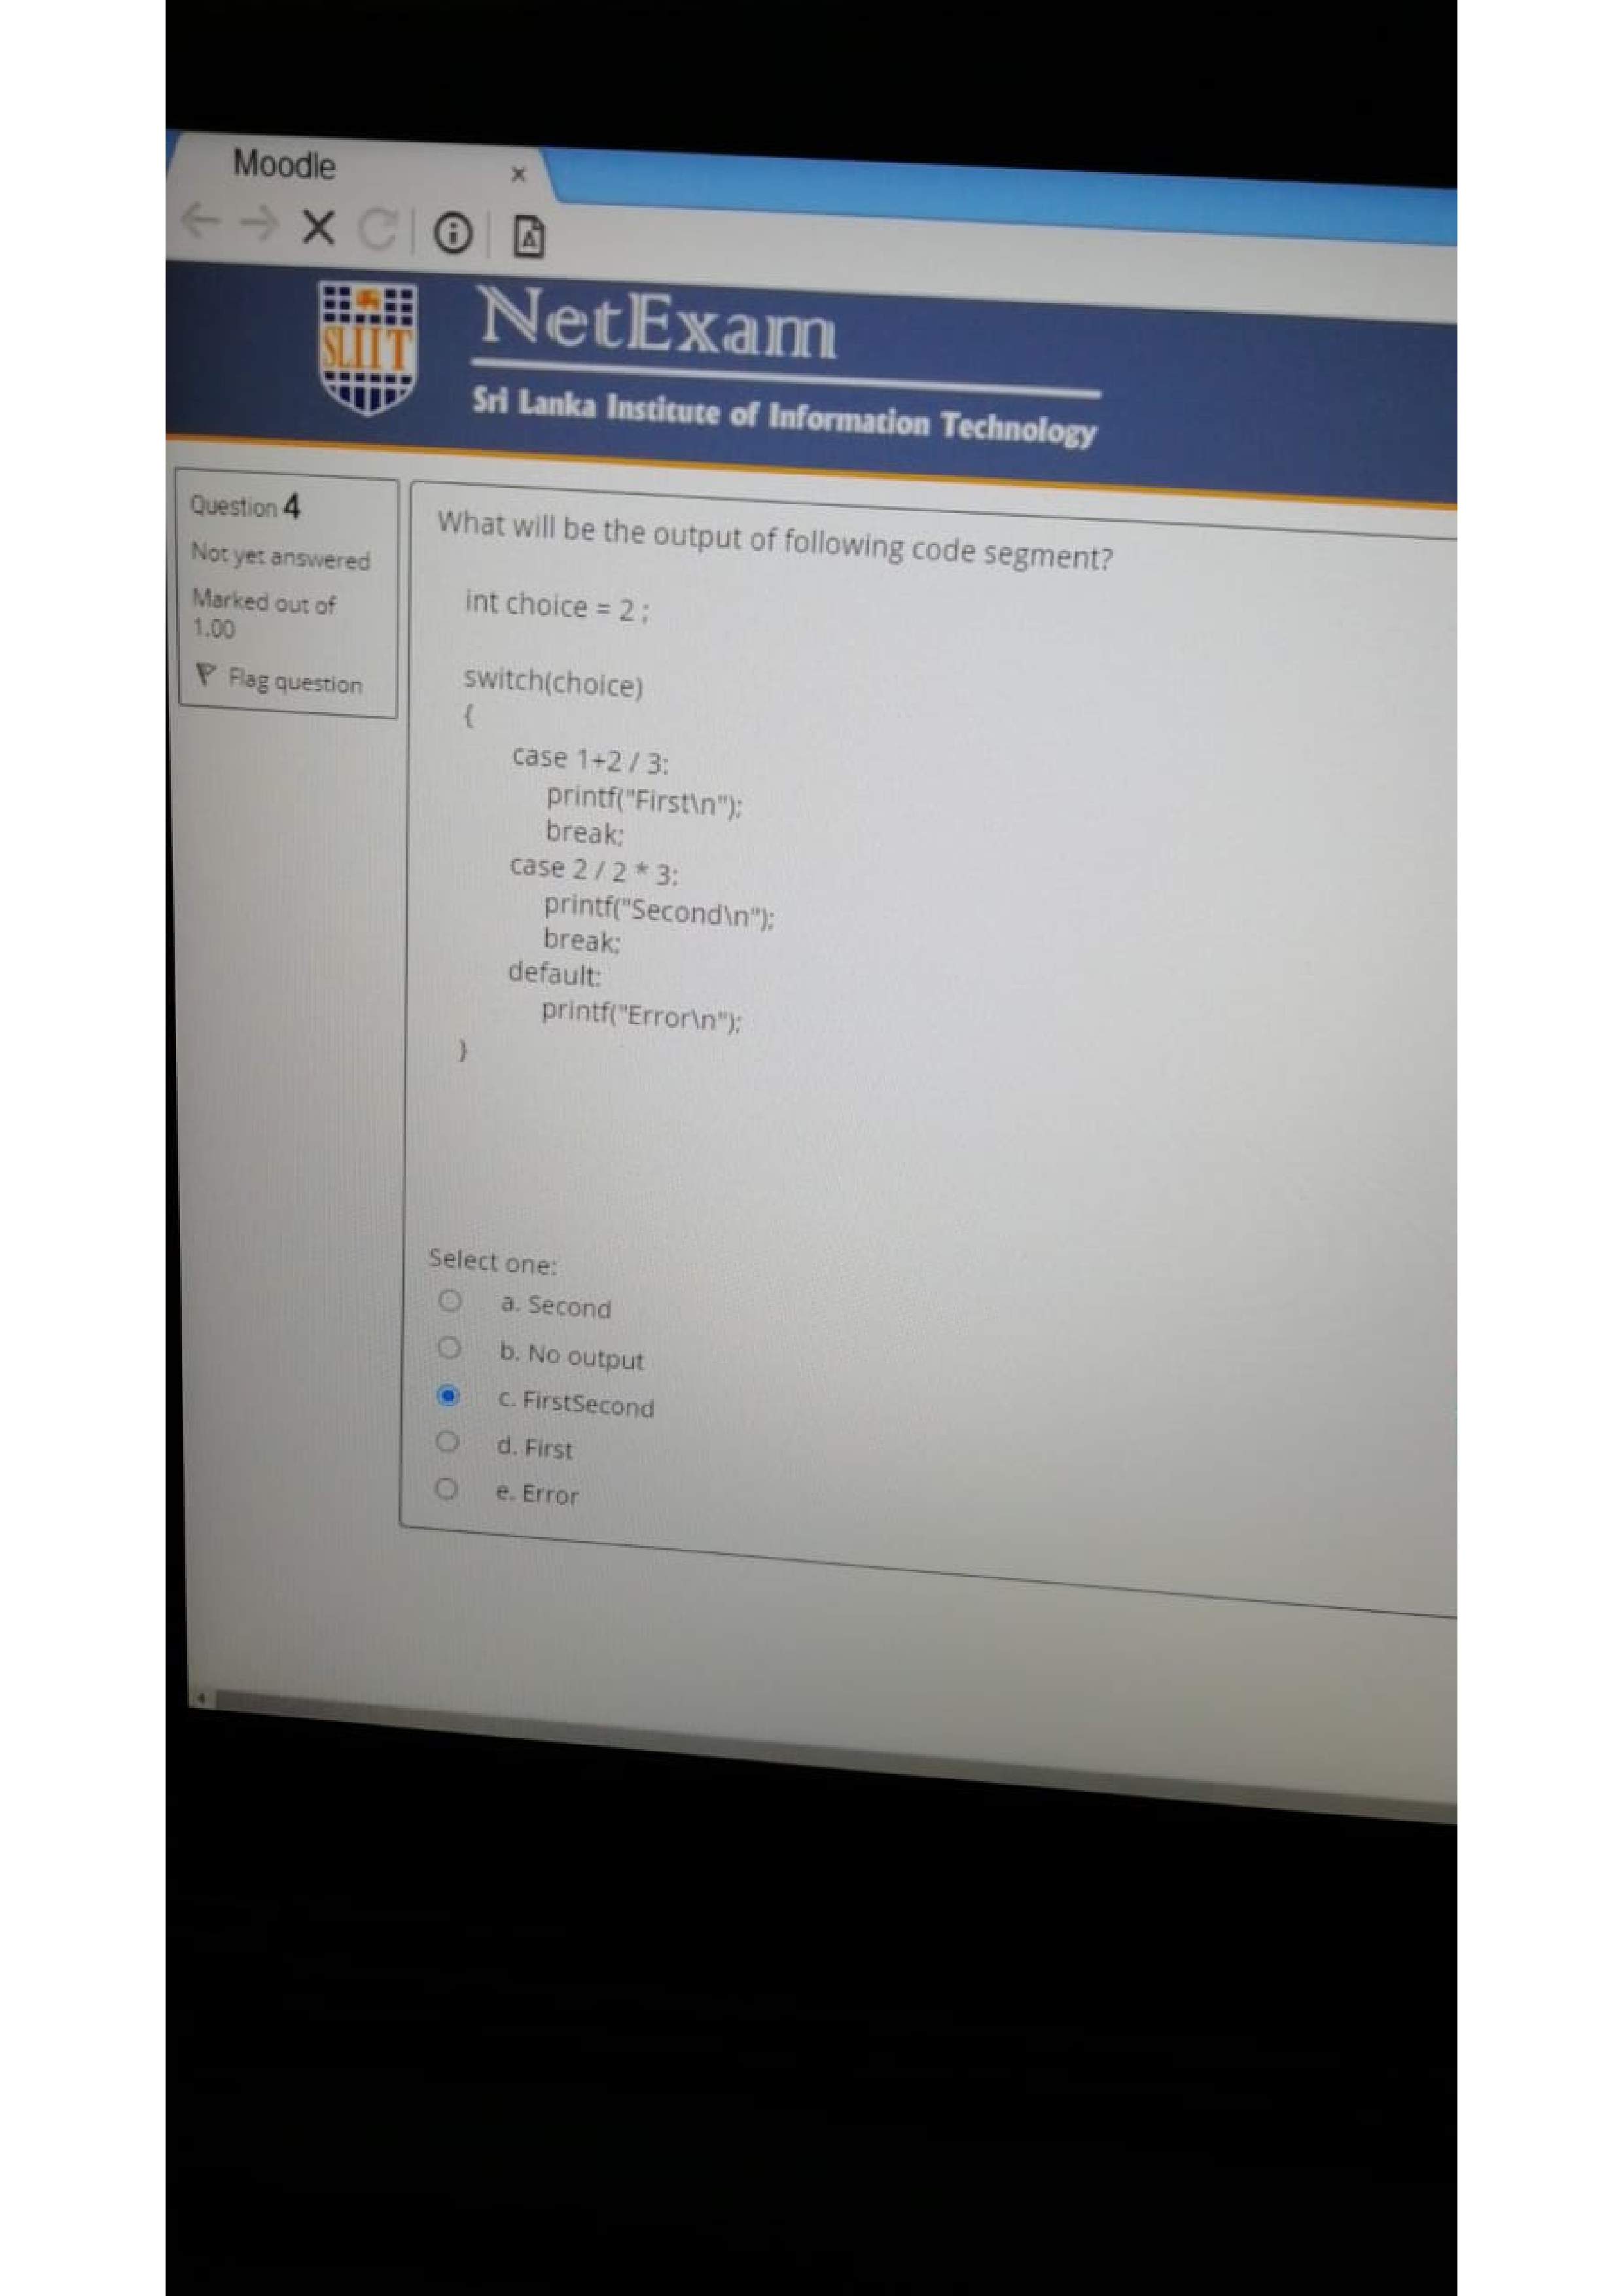 Moodle
NetExam
SLIIT
Sri Lanka Institute of Information Technology
Question 4
Not yet answered
Marked out of
1.00
Flag question
What will be the output of following code segment?
int choice = 2 ;
switch(choice)
{
case 1+2 / 3:
printf("First\n");
break;
case 2 / 2 * 3:
printf("Second\n");
break;
default:
printf("Error\n");
}
Select one:
a. Second
b. No output
c. FirstSecond
d. First
e. Error